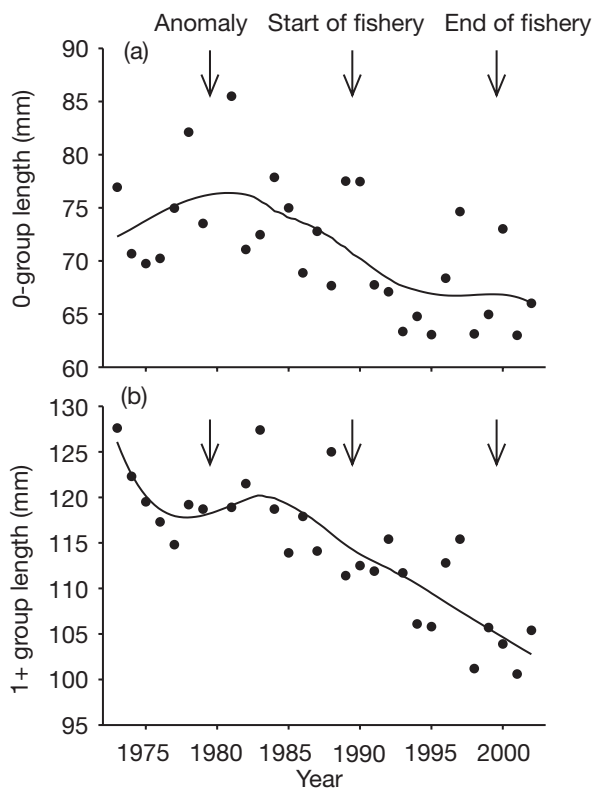 Anomaly Start of fishery End of fishery
(a)
90
85
80
75
70
65
60
0-group length (mm)
(b)
130
125
120
115
110
105
100
95
1+ group length (mm)
1975 1980 1985 1990 1995 2000
Year